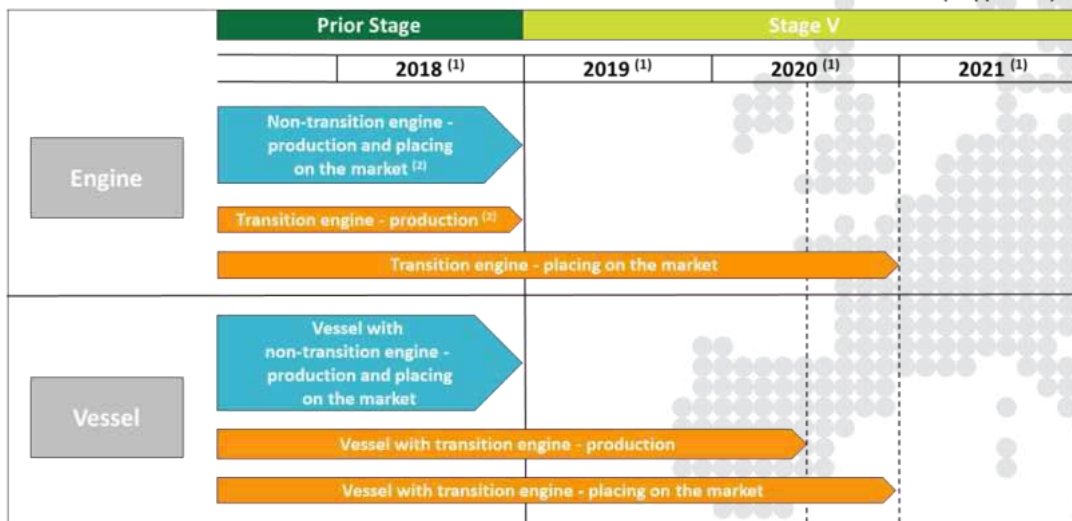 Prior Stage
Stage V
2018 (1)
2019 (1)
2020 (1)
2021 (1)
Engine
Non-transition engine -
production and placing
on the market (2)
Transition engine - production (2)
Transition engine - placing on the market
Vessel
Vessel with
non-transition engine -
production and placing
on the market
Vessel with transition engine - production
Vessel with transition engine - placing on the market